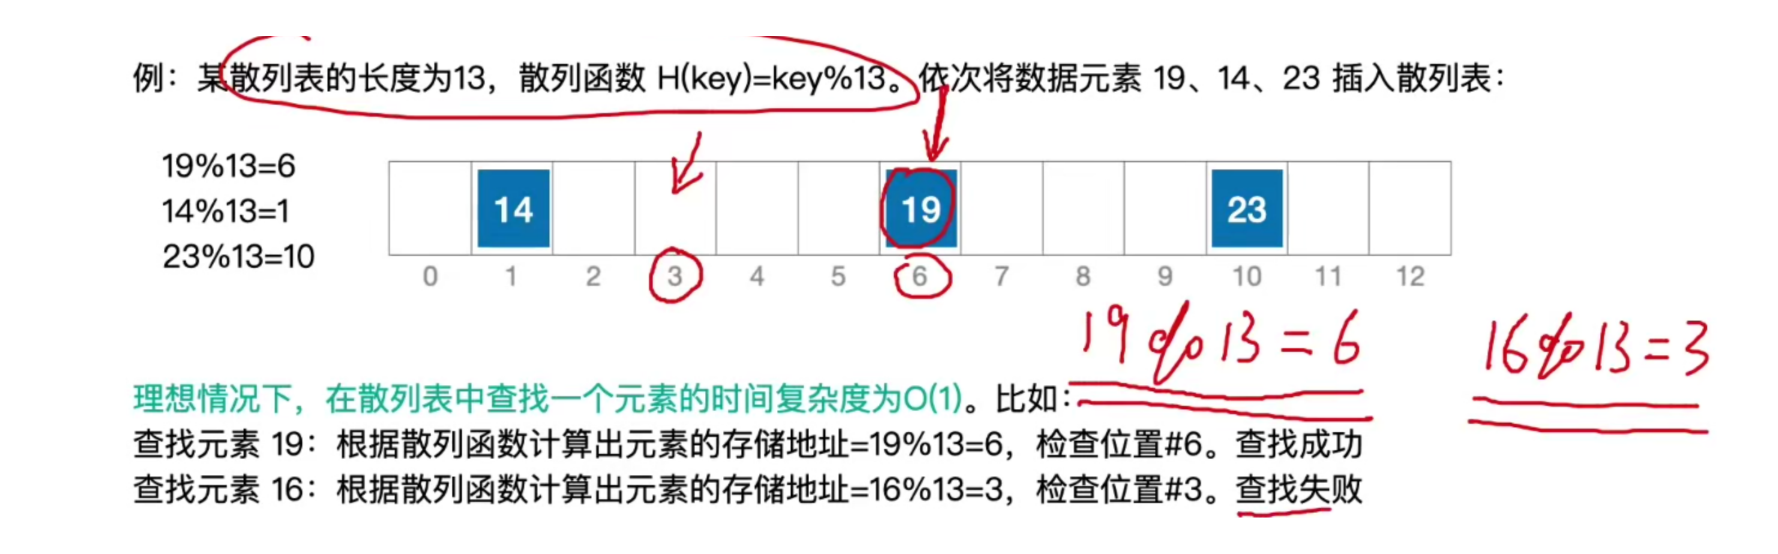 例：某散列表的长度为13，散列函数 H(key)=key%13。依次将数据元素 19、14、23 插入散列表：
19%13=6
14%13=1
23%13=10
14 19 23
0 1 2 3 4 5 6 7 8 9 10 11 12
19%13=6 16%13=3
理想情况下，在散列表中查找一个元素的时间复杂度为O(1)。比如：
查找元素 19：根据散列函数计算出元素的存储地址=19%13=6，检查位置#6。查找成功
查找元素 16：根据散列函数计算出元素的存储地址=16%13=3，检查位置#3。查找失败